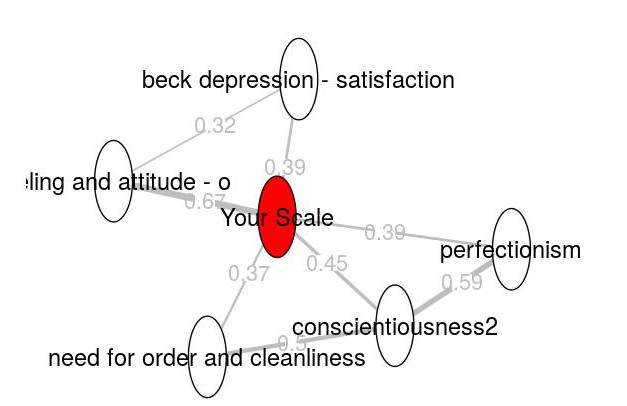 beck depression - satisfaction
0.32
0.39
eling and attitude - o
0.67
Your Scale
0.39
perfectionism
0.37
0.45
0.59
conscientiousness2
0.5
need for order and cleanliness